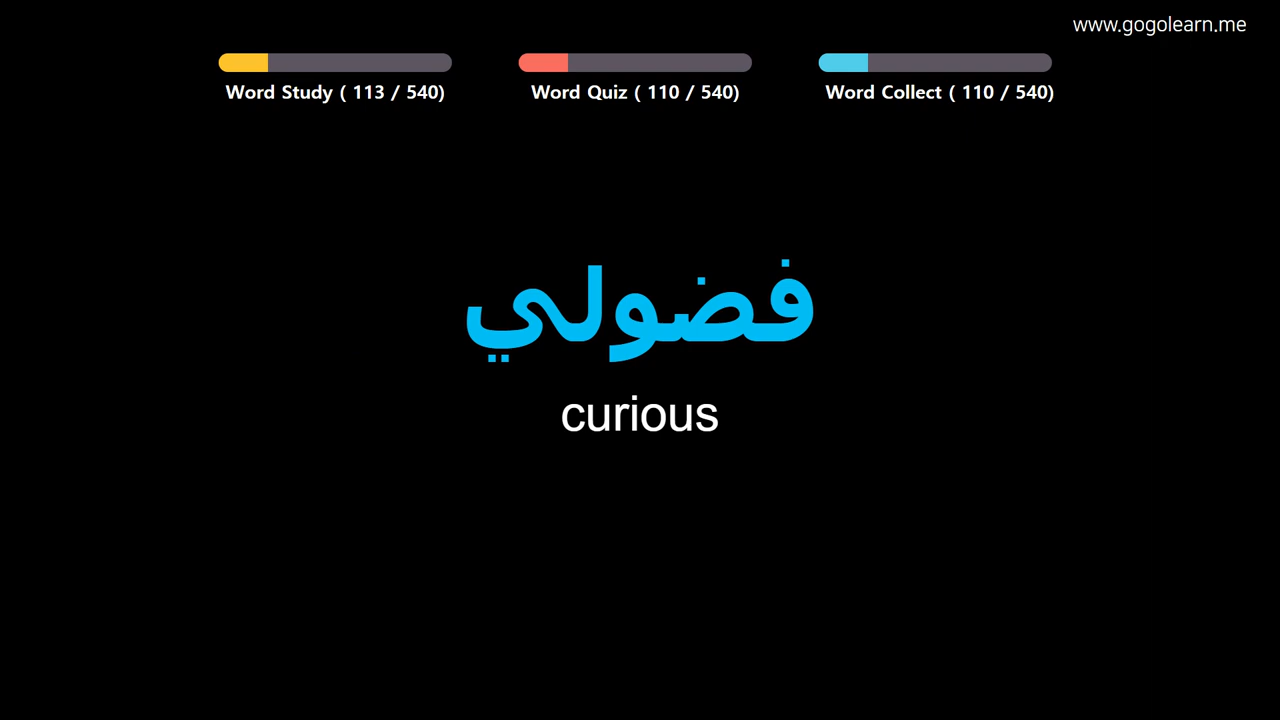 www.gogolearn.me
Word Study ( 113 / 540)
Word Quiz ( 110 / 540)
Word Collect ( 110 / 540)
فضولي
curious